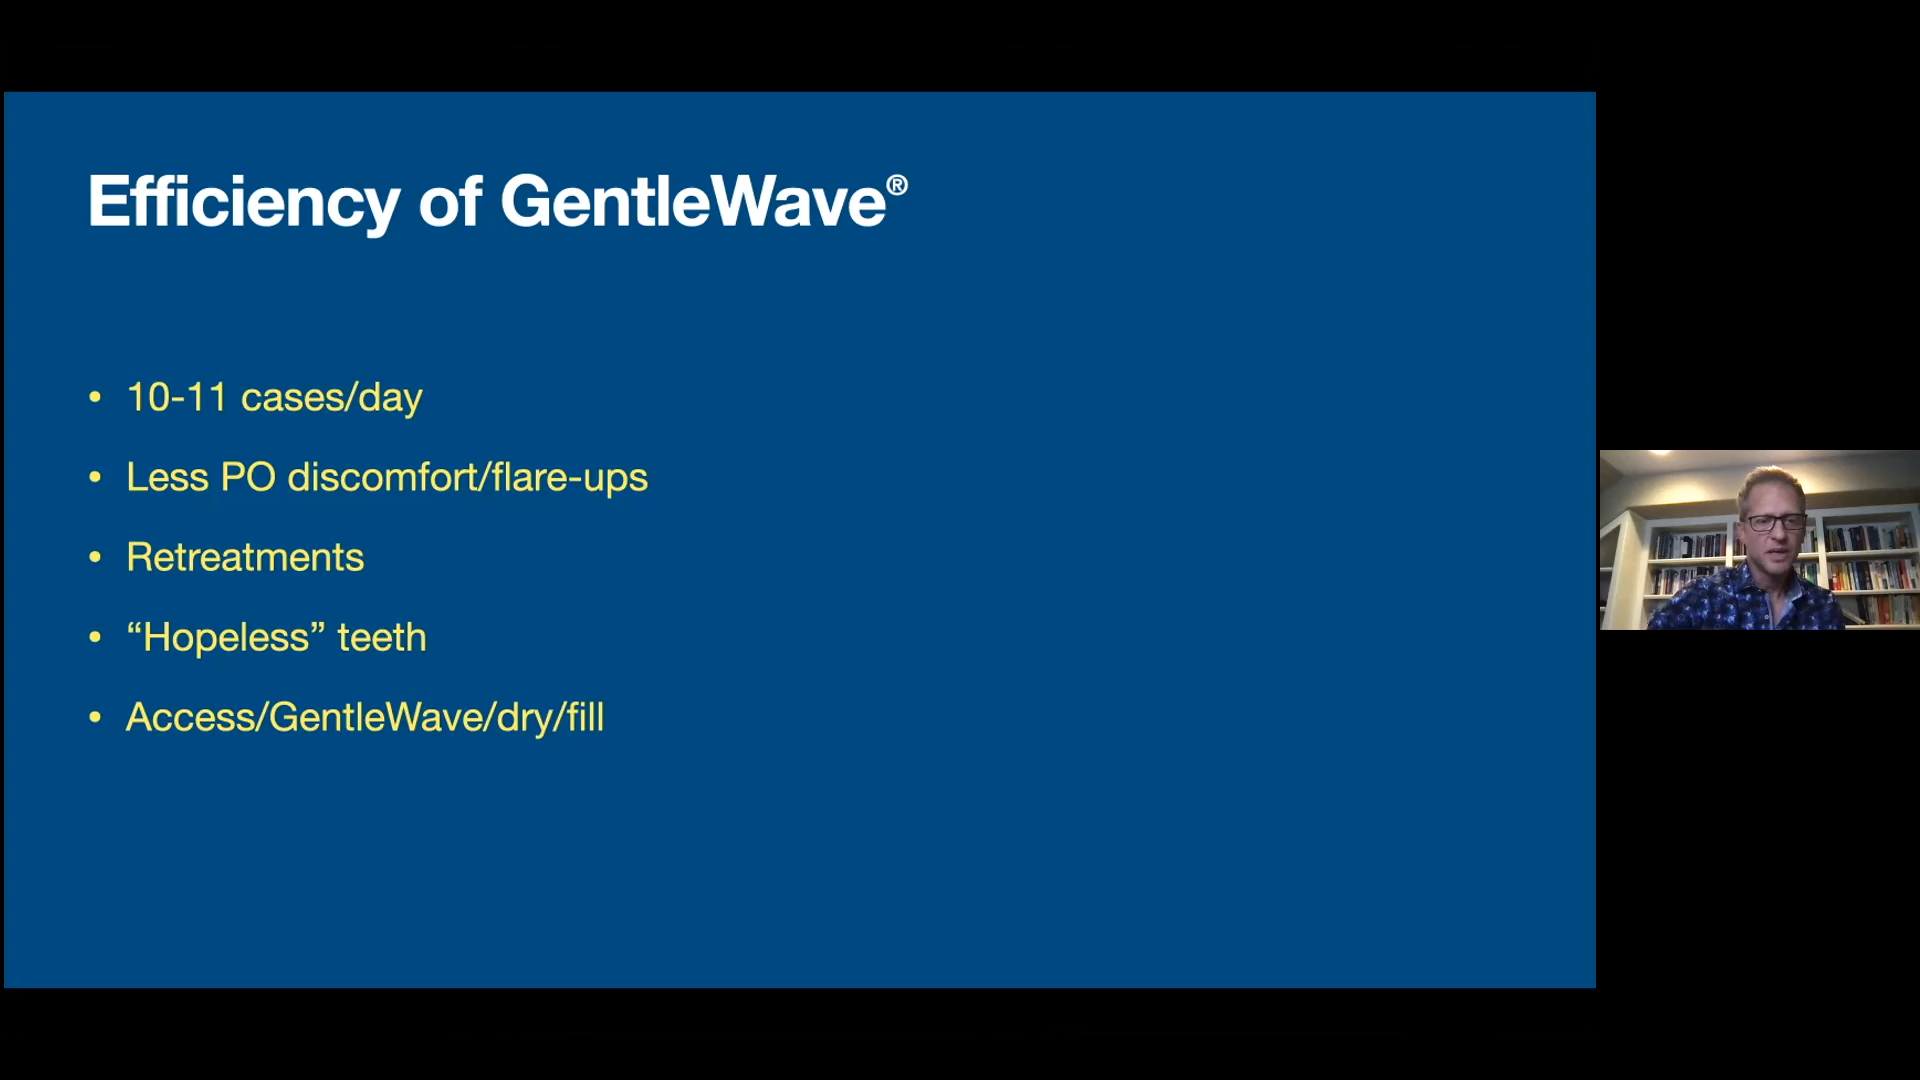 Efficiency of GentleWave®
• 10-11 cases/day
• Less PO discomfort/flare-ups
• Retreatments
• “Hopeless” teeth
• Access/GentleWave/dry/fill